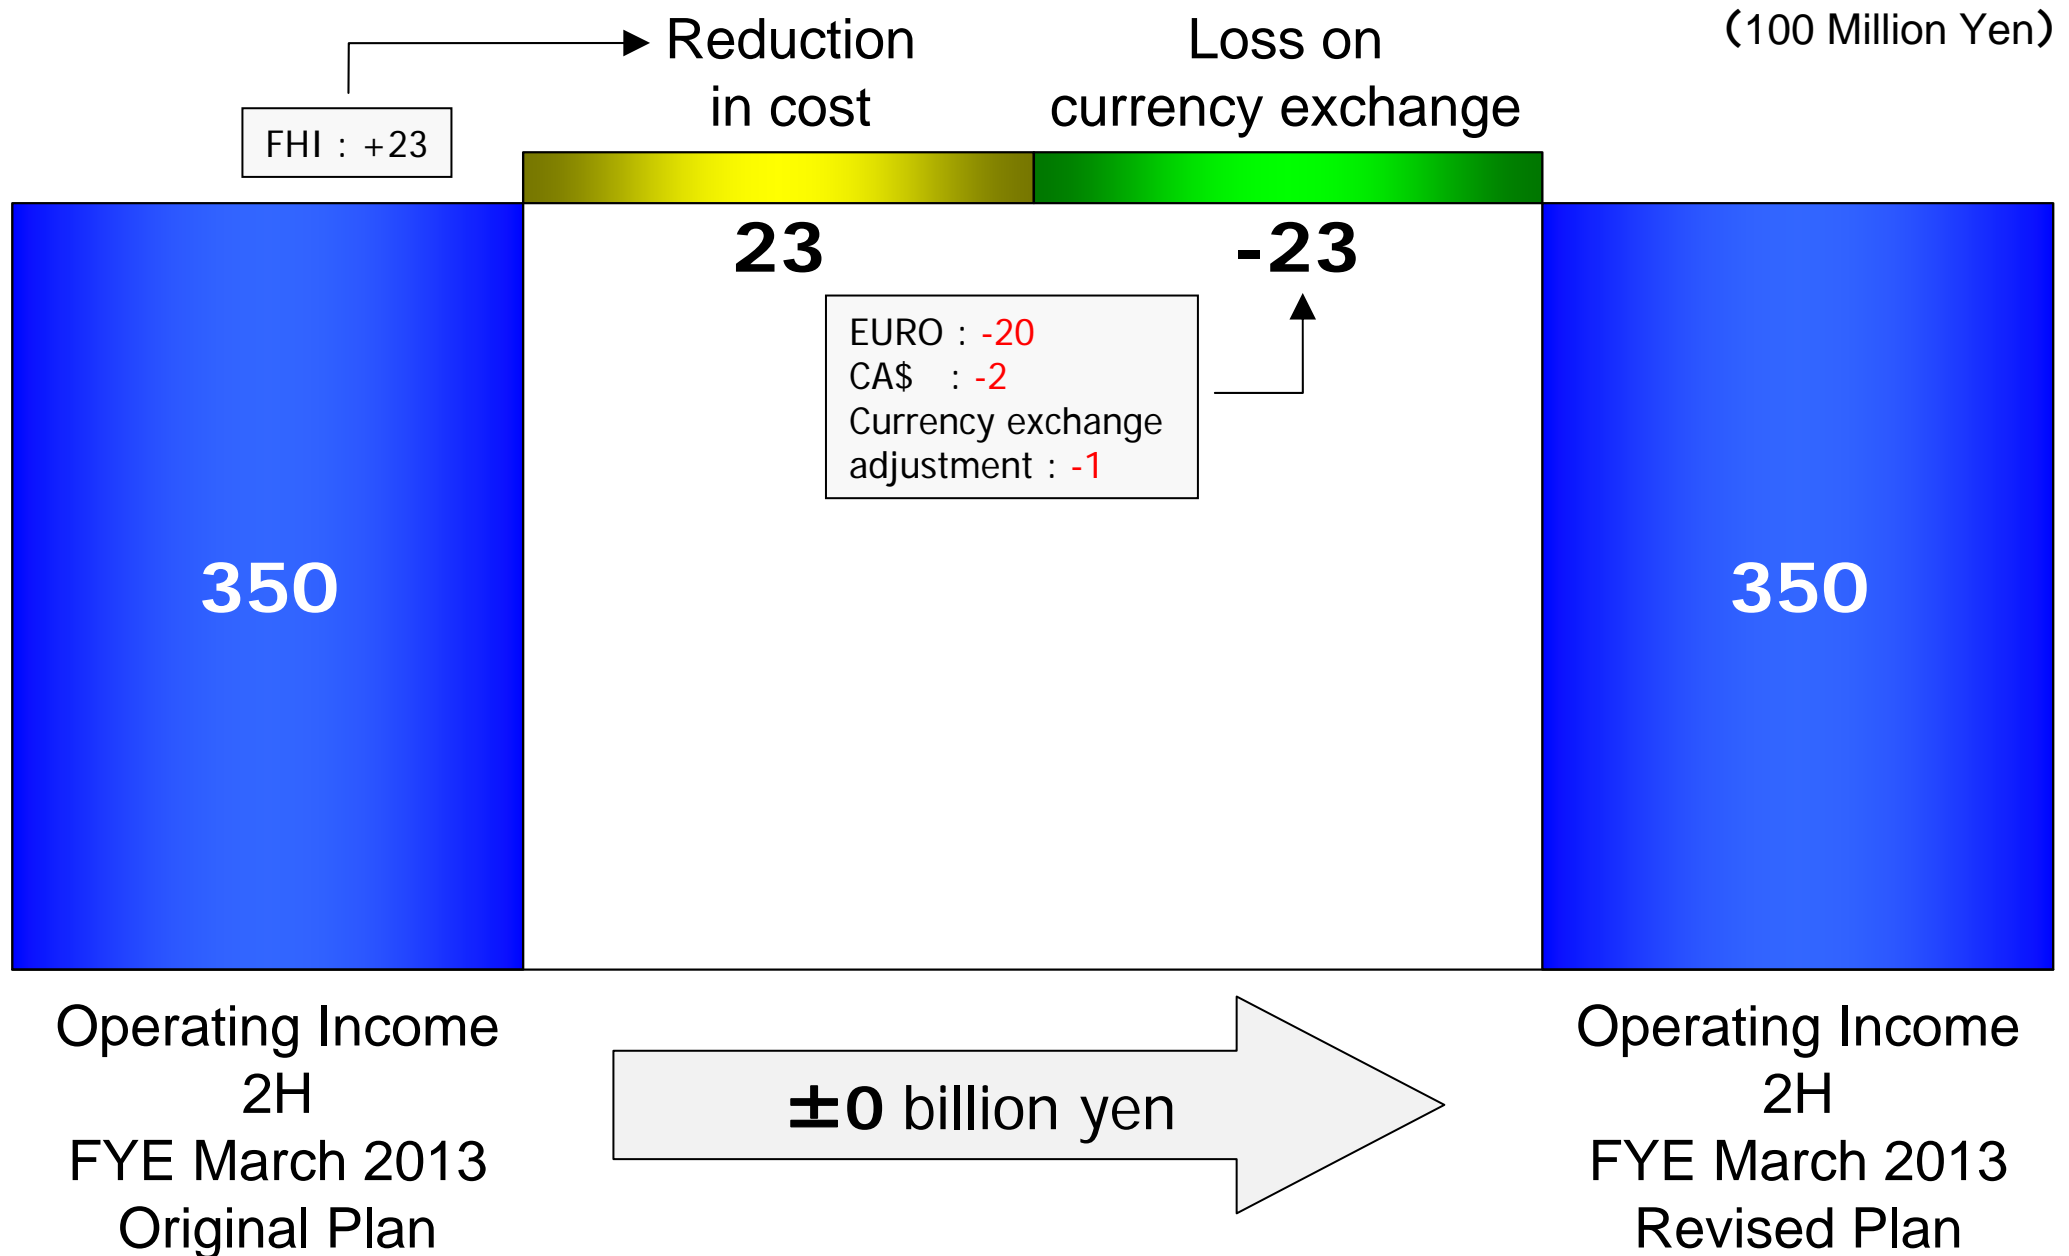 (100 Million Yen)
Reduction
in cost
Loss on
currency exchange
FHI : +23
23
-23
EURO : -20
CA$ : -2
Currency exchange
adjustment : -1
350
350
Operating Income
2H
FYE March 2013
Original Plan
±0 billion yen
Operating Income
2H
FYE March 2013
Revised Plan